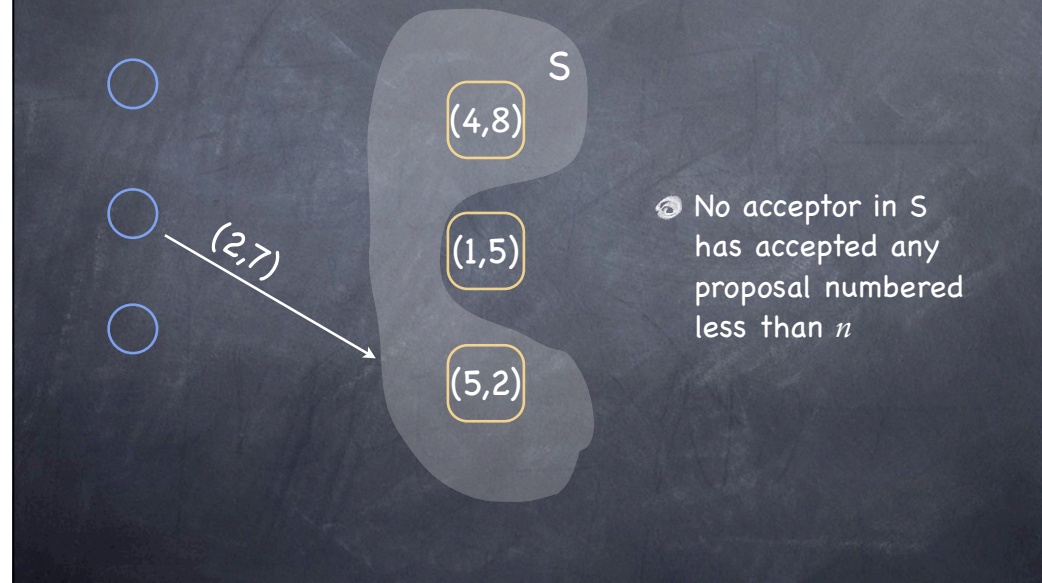 S
(4,8)
(2,7)
(1,5)
(5,2)
No acceptor in S
has accepted any
proposal numbered
less than n